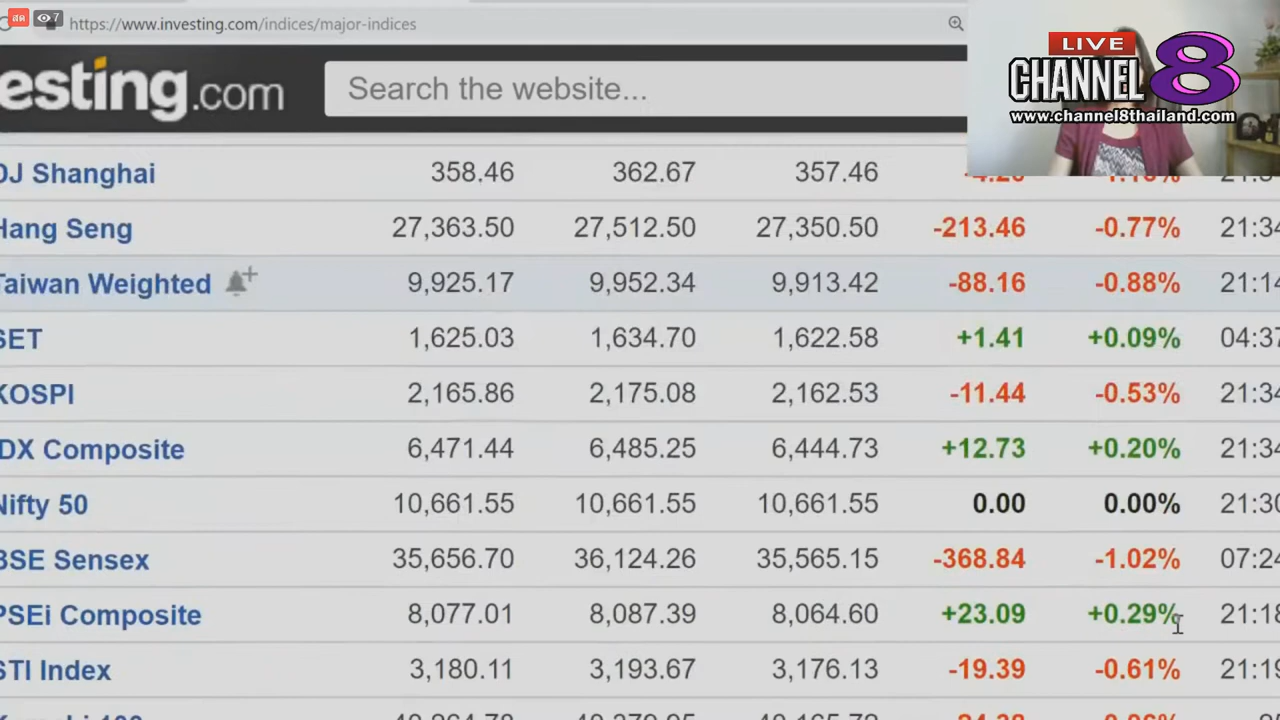 สด 7
https://www.investing.com/indices/major-indices
esting.com Search the website...
LIVE
CHANNEL 8
www.channel8thailand.com
DJ Shanghai 358.46 362.67 357.46 21:3
Hang Seng 27,363.50 27,512.50 27,350.50 -213.46 -0.77% 21:34
Taiwan Weighted 9,925.17 9,952.34 9,913.42 -88.16 -0.88% 21:14
SET 1,625.03 1,634.70 1,622.58 +1.41 +0.09% 04:37
KOSPI 2,165.86 2,175.08 2,162.53 -11.44 -0.53% 21:34
IDX Composite 6,471.44 6,485.25 6,444.73 +12.73 +0.20% 21:34
Nifty 50 10,661.55 10,661.55 10,661.55 0.00 0.00% 21:30
BSE Sensex 35,656.70 36,124.26 35,565.15 -368.84 -1.02% 07:24
PSEi Composite 8,077.01 8,087.39 8,064.60 +23.09 +0.29% 21:18
STI Index 3,180.11 3,193.67 3,176.13 -19.39 -0.61% 21:19